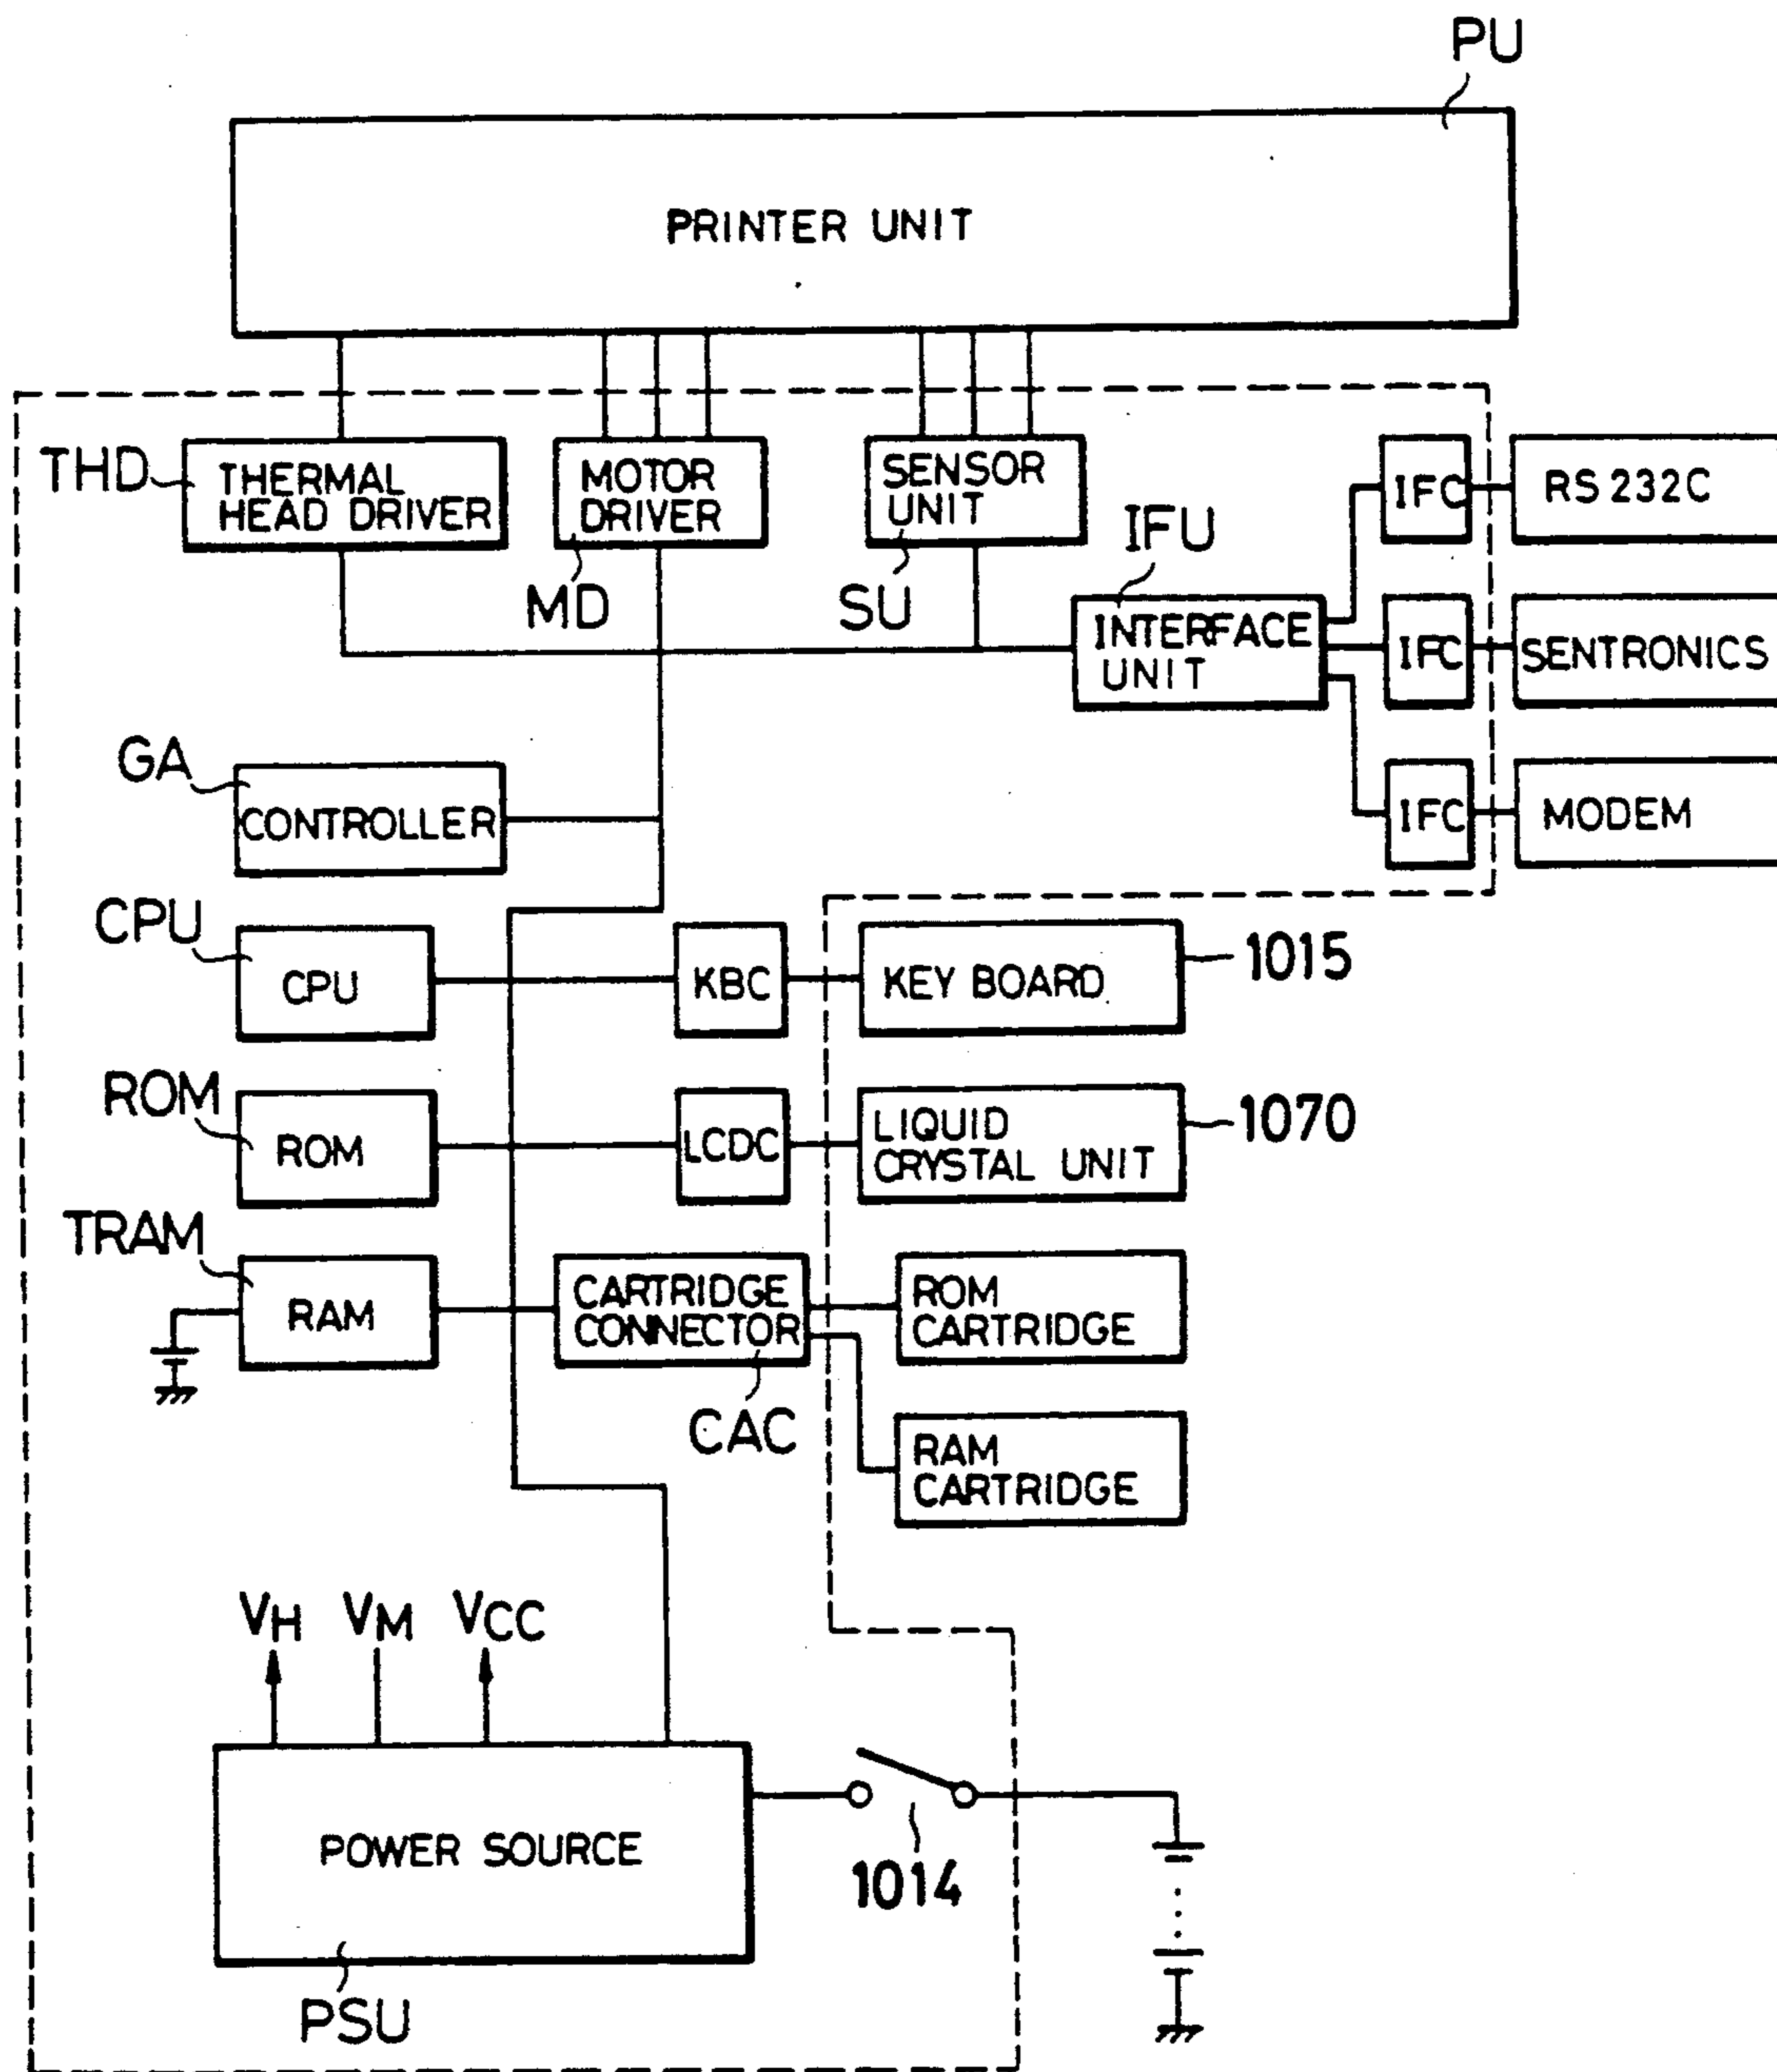 PU
PRINTER UNIT
THD
THERMAL
HEAD DRIVER
MOTOR
DRIVER
MD
SENSOR
UNIT
SU
IFU
INTERFACE
UNIT
IFC
RS232C
IFC
SENTRONICS
IFC
MODEM
GA
CONTROLLER
CPU
CPU
KBC
KEY BOARD
1015
ROM
ROM
LCDC
LIQUID
CRYSTAL UNIT
1070
TRAM
RAM
CARTRIDGE
CONNECTOR
CAC
ROM
CARTRIDGE
RAM
CARTRIDGE
VH
VM
VCC
POWER SOURCE
PSU
1014